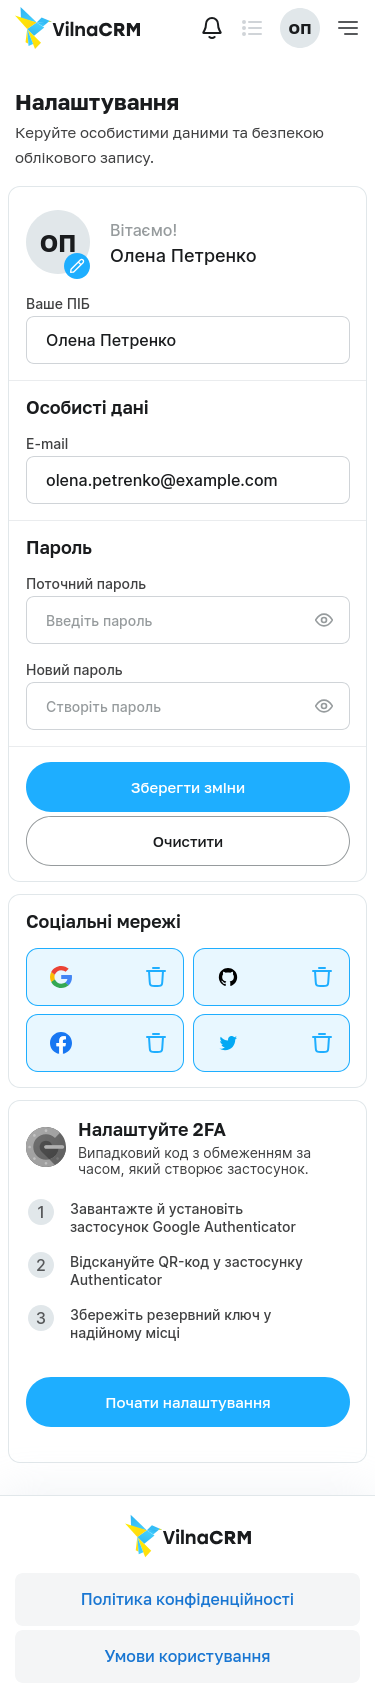 VilnaCRM
ОП
Налаштування
Керуйте особистими даними та безпекою
облікового запису.
ОП
Вітаємо!
Олена Петренко
Ваше ПІБ
Олена Петренко
Особисті дані
E-mail
olena.petrenko@example.com
Пароль
Поточний пароль
Введіть пароль
Новий пароль
Створіть пароль
Зберегти зміни
Очистити
Соціальні мережі
Налаштуйте 2FA
Випадковий код з обмеженням за
часом, який створює застосунок.
1
Завантажте й установіть
застосунок Google Authenticator
2
Відскануйте QR-код у застосунку
Authenticator
3
Збережіть резервний ключ у
надійному місці
Почати налаштування
VilnaCRM
Політика конфіденційності
Умови користування